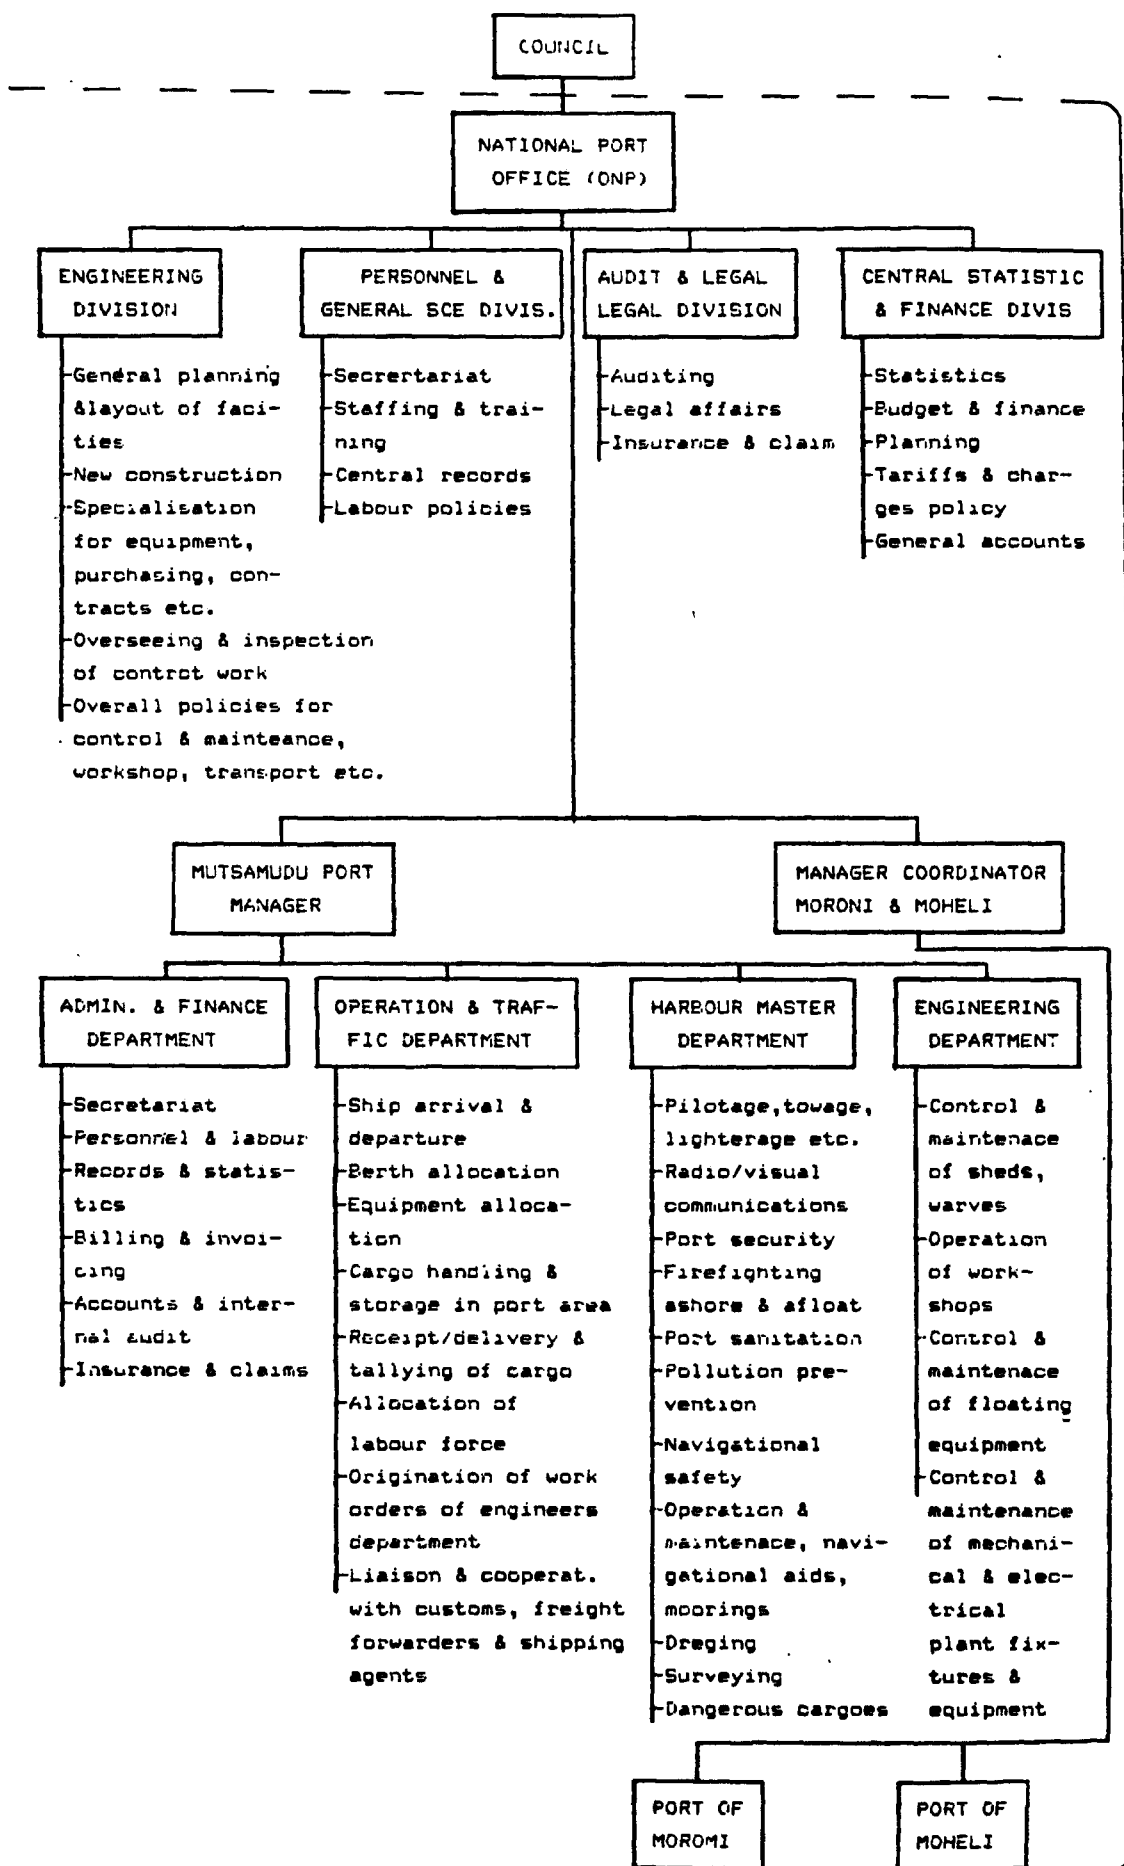 COUNCIL
NATIONAL PORT
OFFICE (ONP)
ENGINEERING
DIVISION
PERSONNEL &
GENERAL SCE DIVIS.
AUDIT & LEGAL
LEGAL DIVISION
CENTRAL STATISTIC
& FINANCE DIVIS
General planning
&layout of faci-
ties
New construction
Specialisation
for equipment,
purchasing, con-
tracts etc.
Overseeing & inspection
of control work
Overall policies for
control & mainteance,
workshop, transport etc.
Secrertariat
Staffing & trai-
ning
Central records
Labour policies
Auditing
Legal affairs
Insurance & claim
Statistics
Budget & finance
Planning
Tariffs & char-
ges policy
General accounts
MUTSAMUDU PORT
MANAGER
MANAGER COORDINATOR
MORONI & MOHELI
ADMIN. & FINANCE
DEPARTMENT
OPERATION & TRAF-
FIC DEPARTMENT
HARBOUR MASTER
DEPARTMENT
ENGINEERING
DEPARTMENT
Secretariat
Personnel & labour
Records & statis-
tics
Billing & invoi-
cing
Accounts & inter-
nal audit
Insurance & claims
Ship arrival &
departure
Berth allocation
Equipment alloca-
tion
Cargo handling &
storage in port area
Receipt/delivery &
tallying of cargo
Allocation of
labour force
Origination of work
orders of engineers
department
Liaison & cooperat.
with customs, freight
forwarders & shipping
agents
Pilotage,towage,
lighterage etc.
Radio/visual
communications
Port security
Firefighting
ashore & afloat
Port sanitation
Pollution pre-
vention
Navigational
safety
Operation &
maintenace, navi-
gational aids,
moorings
Dreging
Surveying
Dangerous cargoes
Control &
maintenace
of sheds,
warves
Operation
of work-
shops
Control &
maintenace
of floating
equipment
Control &
maintenance
of mechani-
cal & elec-
trical
plant fix-
tures &
equipment
PORT OF
MOROMI
PORT OF
MOHELI